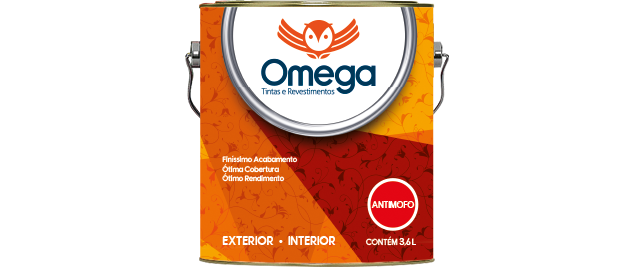 Omega
Tintas e Revestimentos
Finíssimo Acabamento
Ótima Cobertura
Ótimo Rendimento
ANTIMOFO
EXTERIOR • INTERIOR
CONTÉM 3,6L